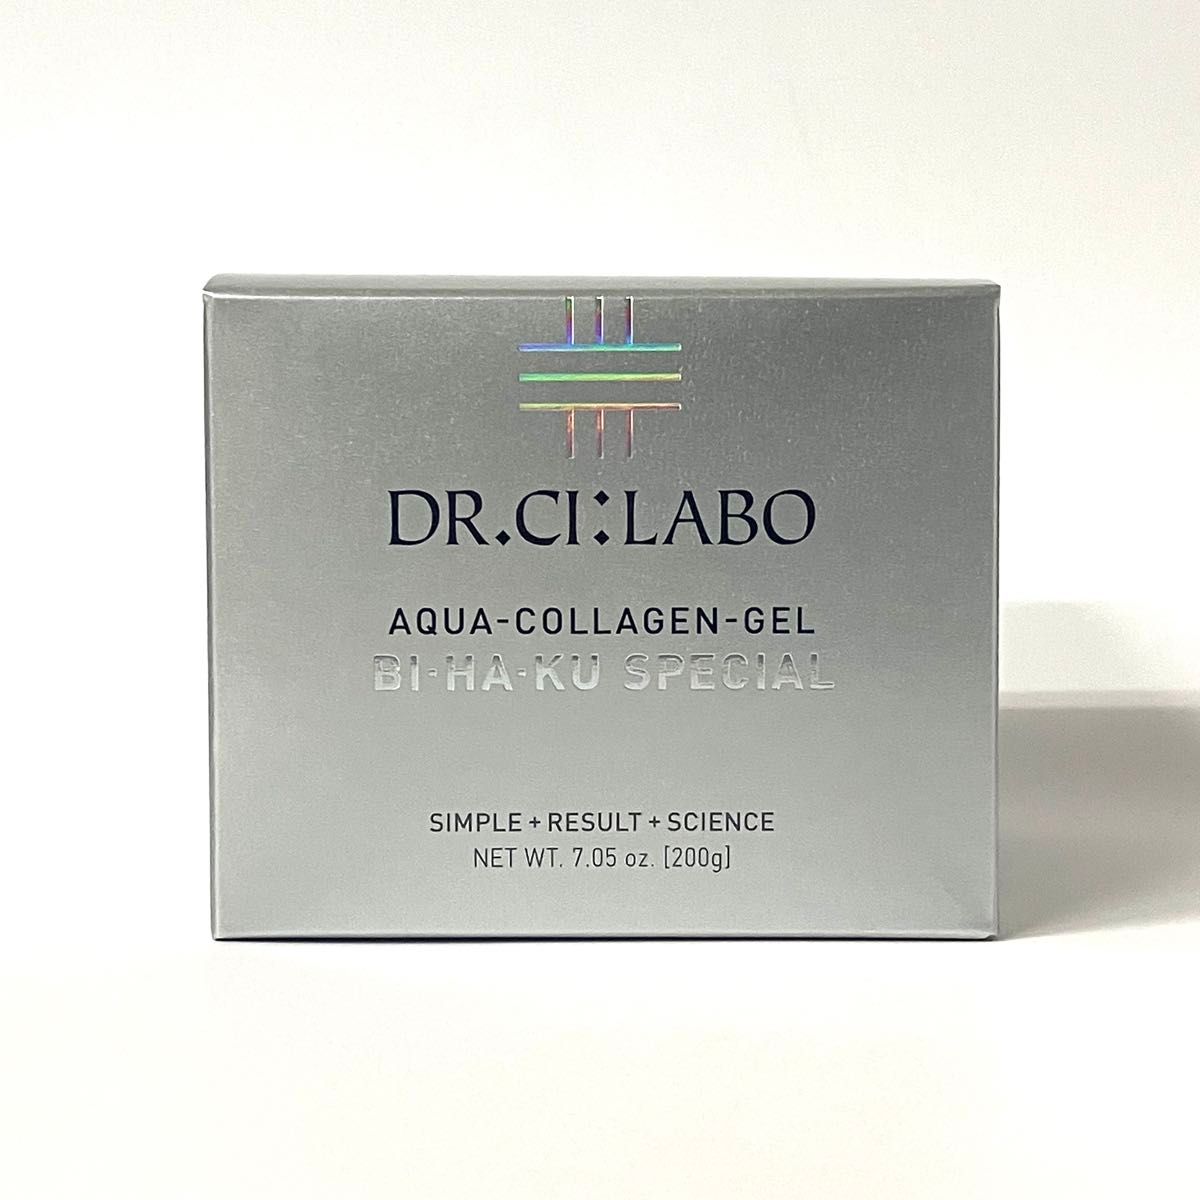 DR.CI:LABO
AQUA-COLLAGEN-GEL
BI-HA-KU SPECIAL
SIMPLE + RESULT + SCIENCE
NET WT. 7.05 oz. [200g]